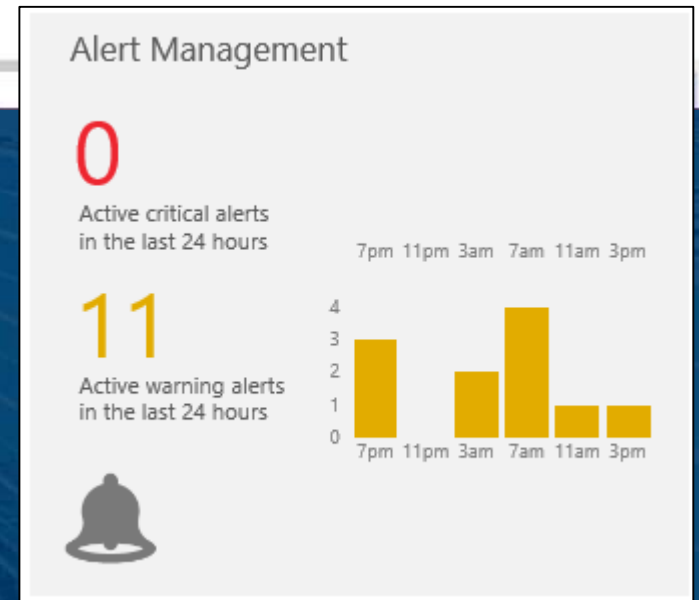 Alert Management
0
Active critical alerts
in the last 24 hours
7pm 11pm 3am 7am 11am 3pm
11
Active warning alerts
in the last 24 hours
4
3
2
1
0
7pm 11pm 3am 7am 11am 3pm